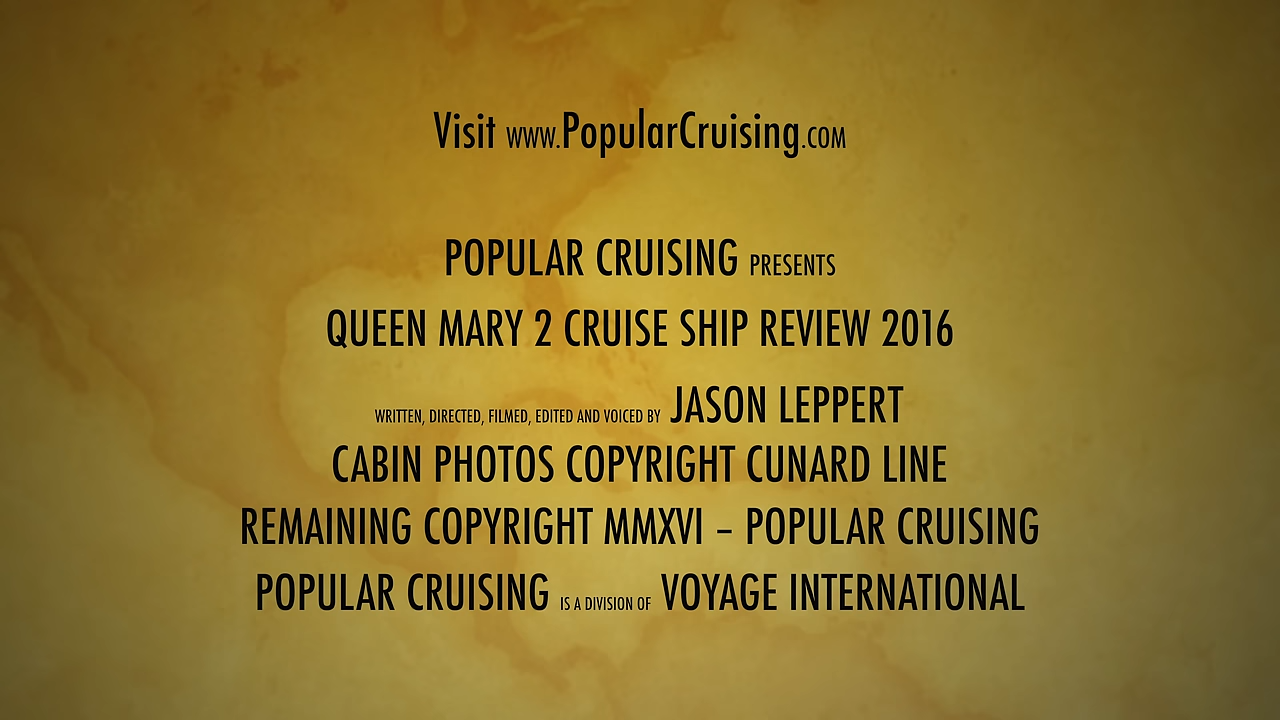 Visit www.PopularCruising.com
POPULAR CRUISING PRESENTS
QUEEN MARY 2 CRUISE SHIP REVIEW 2016
WRITTEN, DIRECTED, FILMED, EDITED AND VOICED BY JASON LEPPERT
CABIN PHOTOS COPYRIGHT CUNARD LINE
REMAINING COPYRIGHT MMXVI – POPULAR CRUISING
POPULAR CRUISING IS A DIVISION OF VOYAGE INTERNATIONAL